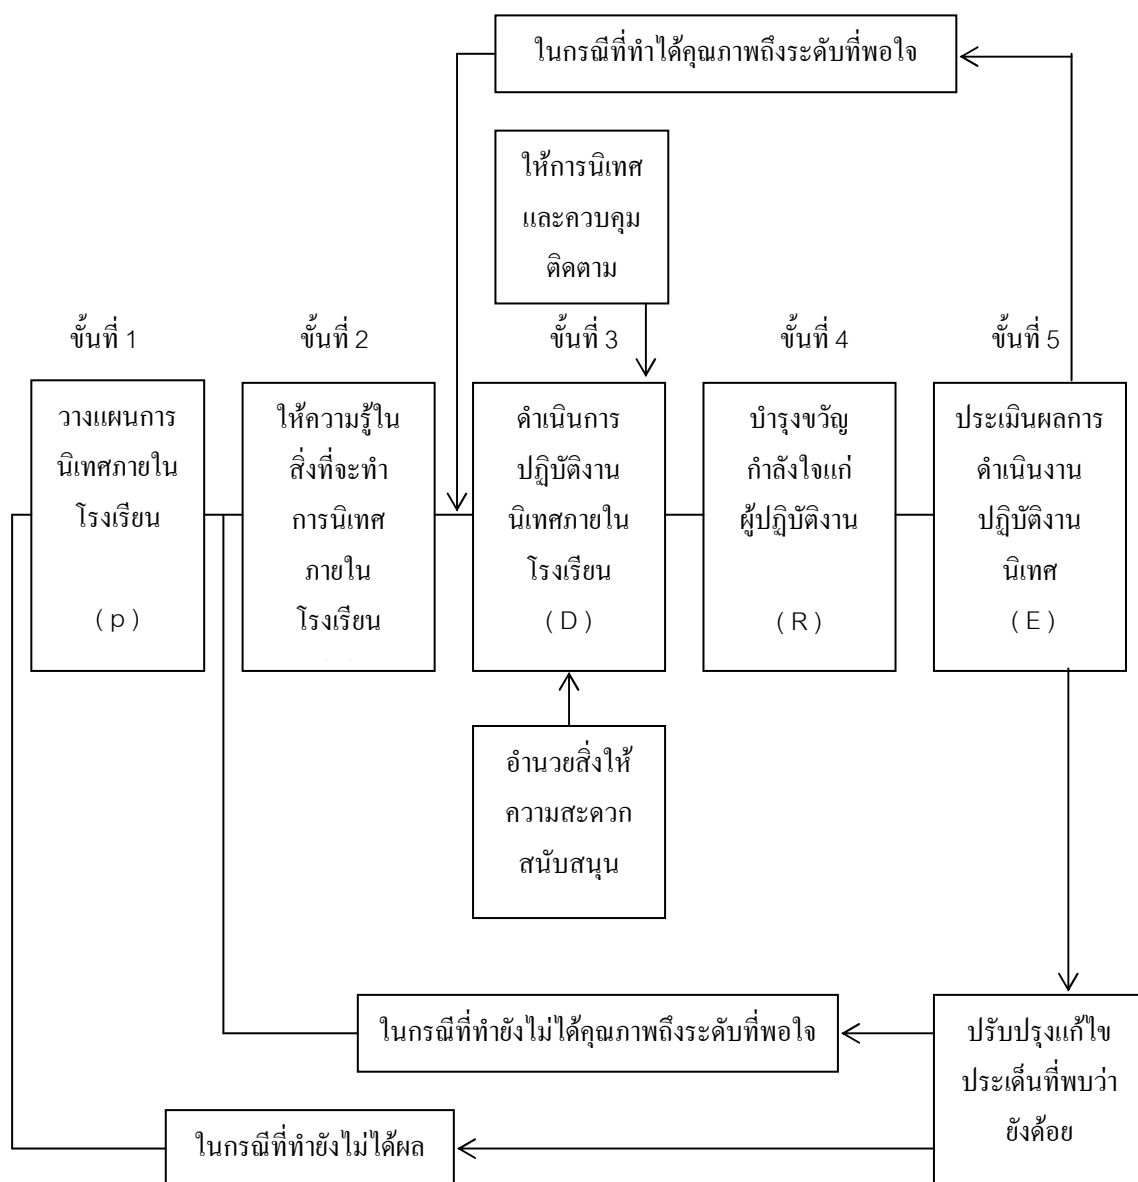 ในกรณีที่ทำได้คุณภาพถึงระดับที่พอใจ
ให้การนิเทศ
และควบคุม
ติดตาม
ขั้นที่ 1
ขั้นที่ 2
ขั้นที่ 3
ขั้นที่ 4
ขั้นที่ 5
วางแผนการ
นิเทศภายใน
โรงเรียน
( p )
ให้ความรู้ใน
สิ่งที่จะทำ
การนิเทศ
ภายใน
โรงเรียน
ดำเนินการ
ปฏิบัติงาน
นิเทศภายใน
โรงเรียน
( D )
บำรุงขวัญ
กำลังใจแก่
ผู้ปฏิบัติงาน
( R )
ประเมินผลการ
ดำเนินงาน
ปฏิบัติงาน
นิเทศ
( E )
อำนวยสิ่งให้
ความสะดวก
สนับสนุน
ในกรณีที่ทำยังไม่ได้คุณภาพถึงระดับที่พอใจ
ปรับปรุงแก้ไข
ประเด็นที่พบว่า
ยังด้อย
ในกรณีที่ทำยังไม่ได้ผล